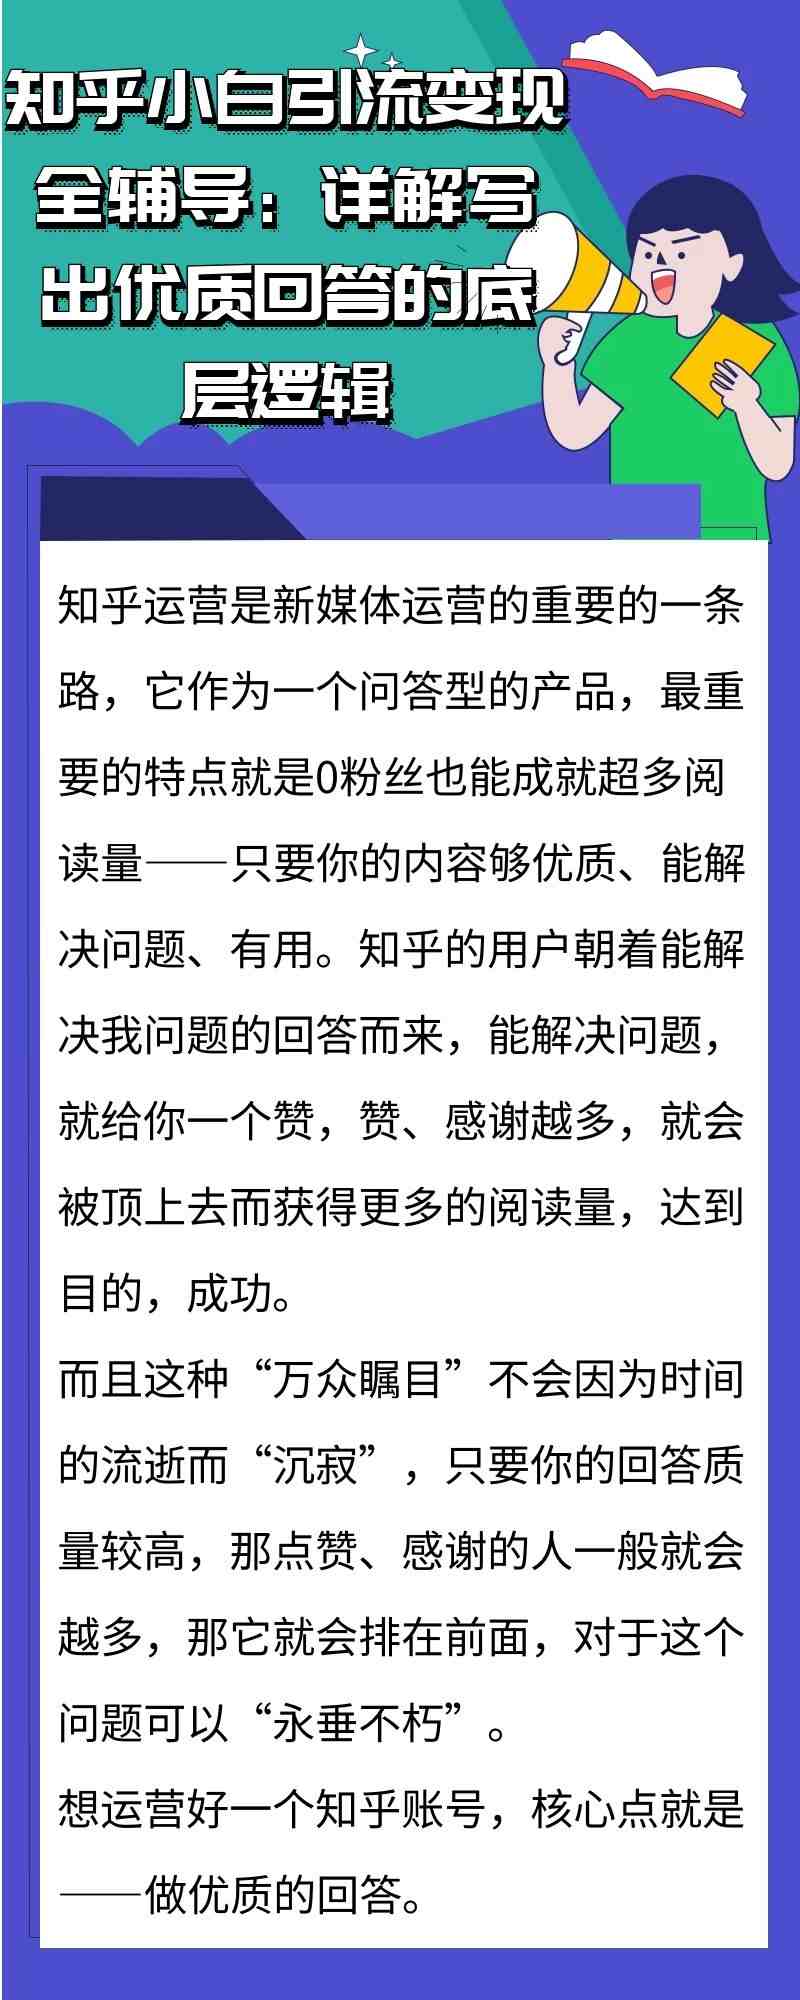 知乎小白引流变现
全辅导：详解写
出优质回答的底
层逻辑
知乎运营是新媒体运营的重要的一条
路，它作为一个问答型的产品，最重
要的特点就是0粉丝也能成就超多阅
读量——只要你的内容够优质、能解
决问题、有用。知乎的用户朝着能解
决我问题的回答而来，能解决问题，
就给你一个赞，赞、感谢越多，就会
被顶上去而获得更多的阅读量，达到
目的，成功。
而且这种“万众瞩目”不会因为时间
的流逝而“沉寂”，只要你的回答质
量较高，那点赞、感谢的人一般就会
越多，那它就会排在前面，对于这个
问题可以“永垂不朽”。
想运营好一个知乎账号，核心点就是
——做优质的回答。